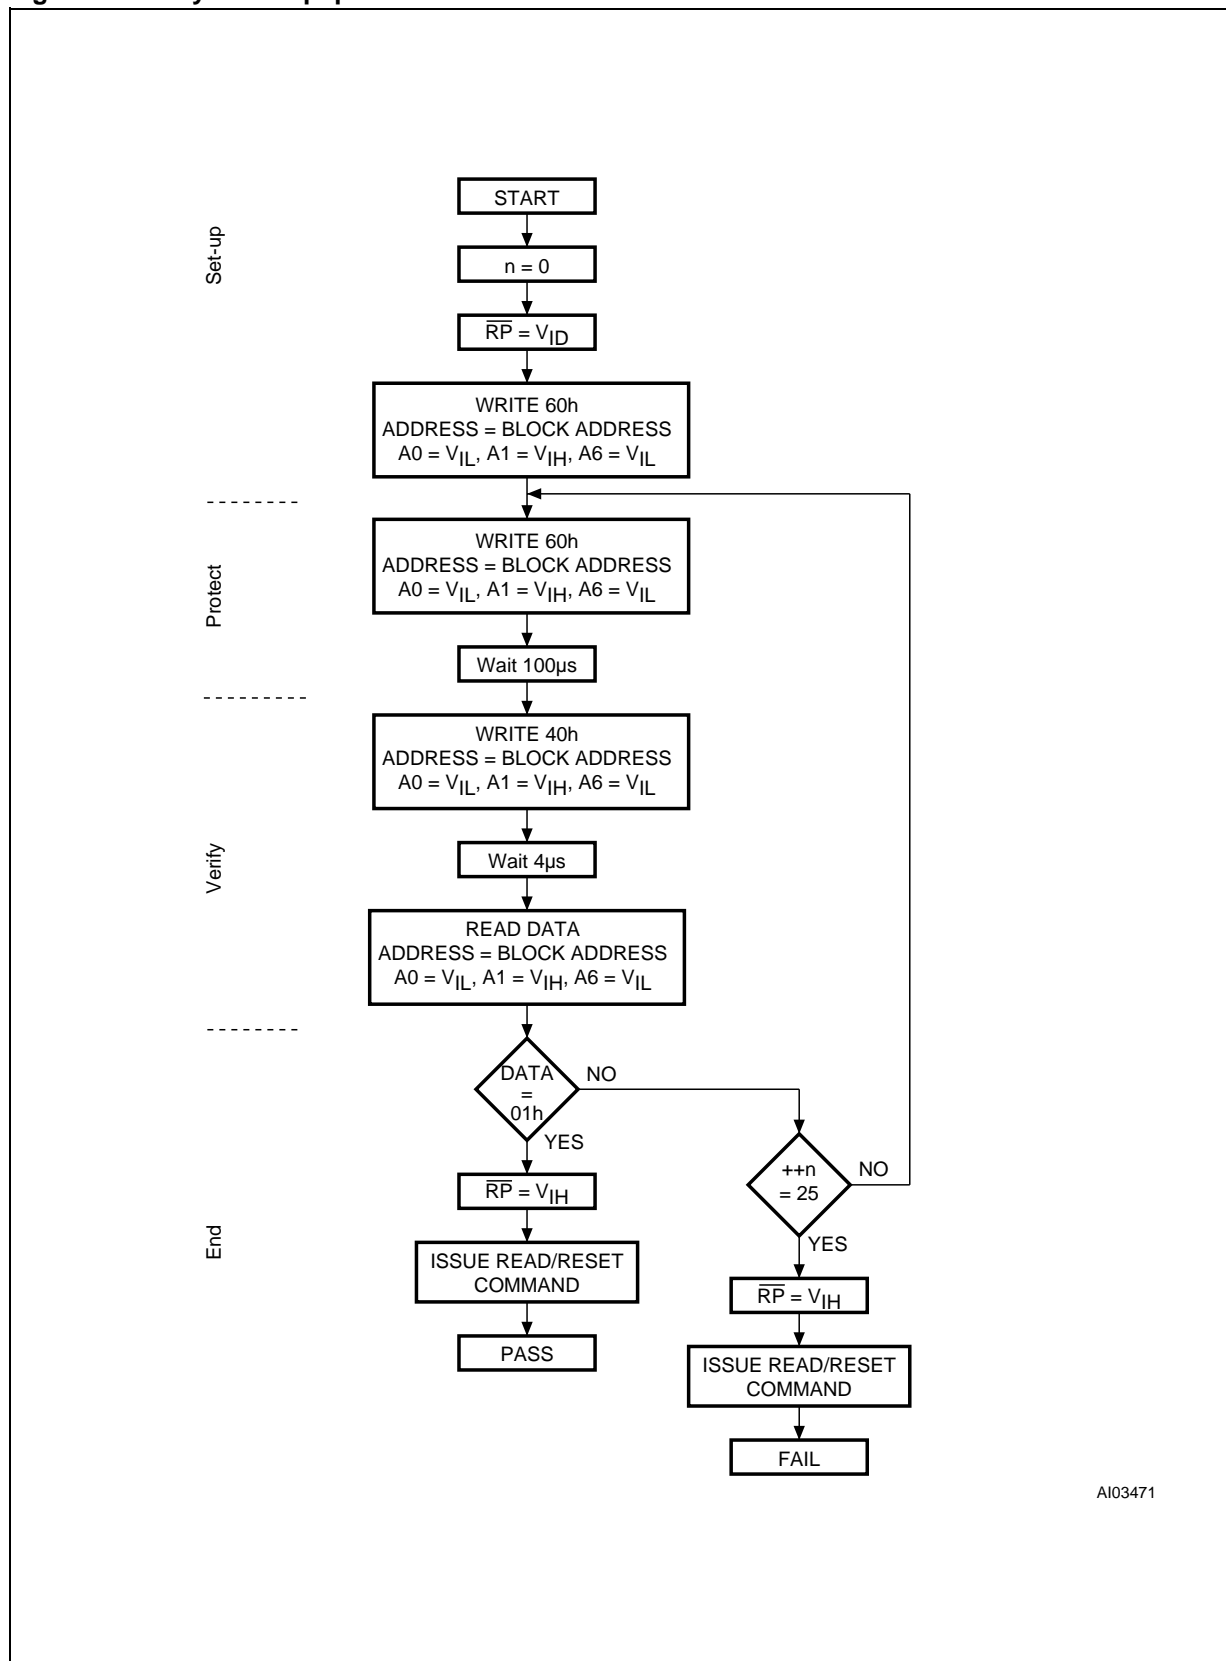 Set-up
START
n = 0
RP = VID
WRITE 60h
ADDRESS = BLOCK ADDRESS
A0 = VIL, A1 = VIH, A6 = VIL
Protect
WRITE 60h
ADDRESS = BLOCK ADDRESS
A0 = VIL, A1 = VIH, A6 = VIL
Wait 100µs
Verify
WRITE 40h
ADDRESS = BLOCK ADDRESS
A0 = VIL, A1 = VIH, A6 = VIL
Wait 4µs
READ DATA
ADDRESS = BLOCK ADDRESS
A0 = VIL, A1 = VIH, A6 = VIL
End
DATA
=
01h
NO
YES
++n
= 25
NO
YES
RP = VIH
ISSUE READ/RESET
COMMAND
PASS
RP = VIH
ISSUE READ/RESET
COMMAND
FAIL
AI03471